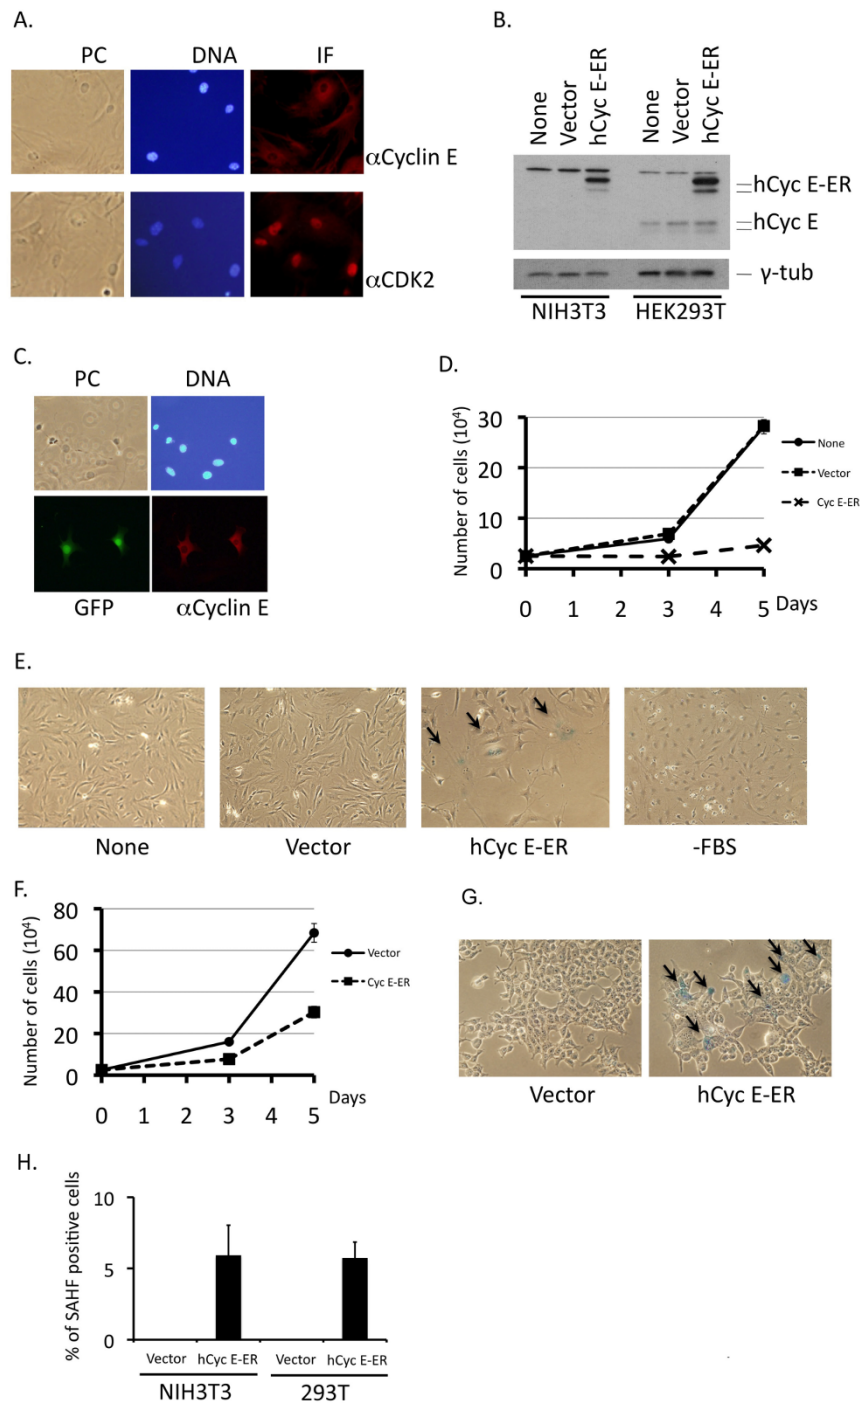 A.
PC DNA IF
αCyclin E
αCDK2
B.
None Vector hCyc E-ER None Vector hCyc E-ER
hCyc E-ER
hCyc E
γ-tub
NIH3T3 HEK293T
C.
PC DNA
GFP αCyclin E
D.
Number of cells (10⁴)
30
20
10
0
0 1 2 3 4 5 Days
None
Vector
Cyc E-ER
E.
None Vector hCyc E-ER -FBS
F.
Number of cells (10⁴)
80
60
40
20
0
0 1 2 3 4 5 Days
Vector
Cyc E-ER
G.
Vector hCyc E-ER
H.
% of SAHF positive cells
10
5
0
Vector hCyc E-ER Vector hCyc E-ER
NIH3T3 293T